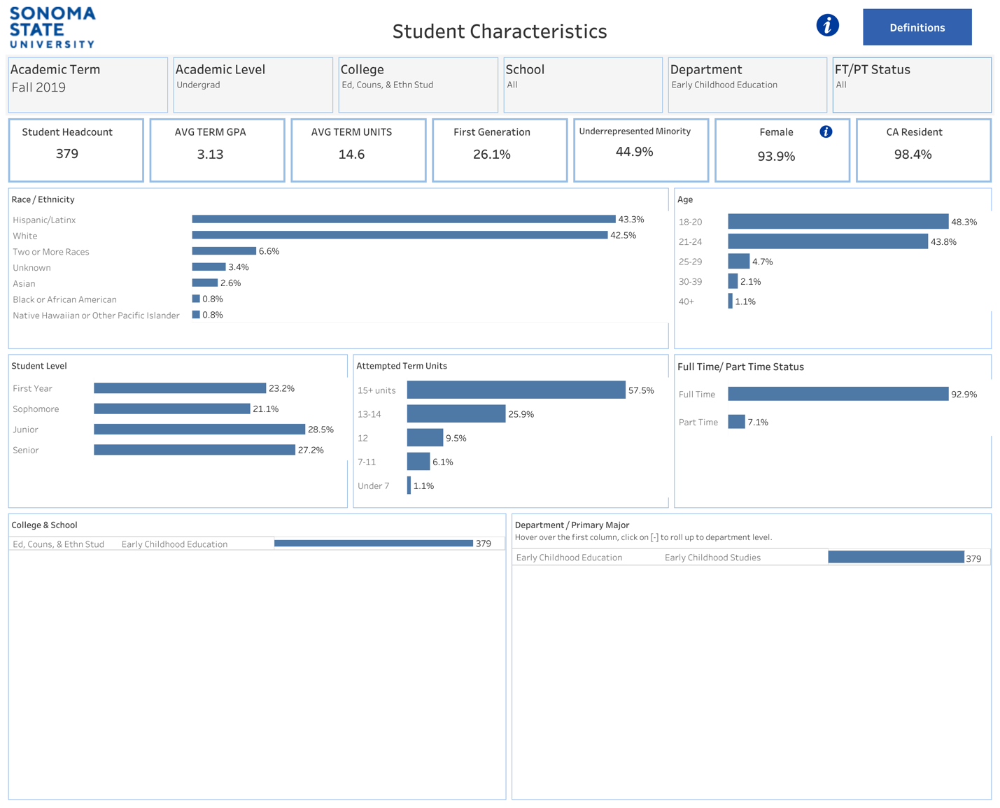 SONOMA
STATE
UNIVERSITY
Student Characteristics
i
Definitions
Academic Term
Fall 2019
Academic Level
Undergrad
College
Ed, Couns, & Ethn Stud
School
All
Department
Early Childhood Education
FT/PT Status
All
Student Headcount
379
AVG TERM GPA
3.13
AVG TERM UNITS
14.6
First Generation
26.1%
Underrepresented Minority
44.9%
Female
i
93.9%
CA Resident
98.4%
Race / Ethnicity
Hispanic/Latinx 43.3%
White 42.5%
Two or More Races 6.6%
Unknown 3.4%
Asian 2.6%
Black or African American 0.8%
Native Hawaiian or Other Pacific Islander 0.8%
Age
18-20 48.3%
21-24 43.8%
25-29 4.7%
30-39 2.1%
40+ 1.1%
Student Level
First Year 23.2%
Sophomore 21.1%
Junior 28.5%
Senior 27.2%
Attempted Term Units
15+ units 57.5%
13-14 25.9%
12 9.5%
7-11 6.1%
Under 7 1.1%
Full Time/ Part Time Status
Full Time 92.9%
Part Time 7.1%
College & School
Ed, Couns, & Ethn Stud Early Childhood Education 379
Department / Primary Major
Hover over the first column, click on [-] to roll up to department level.
Early Childhood Education Early Childhood Studies 379